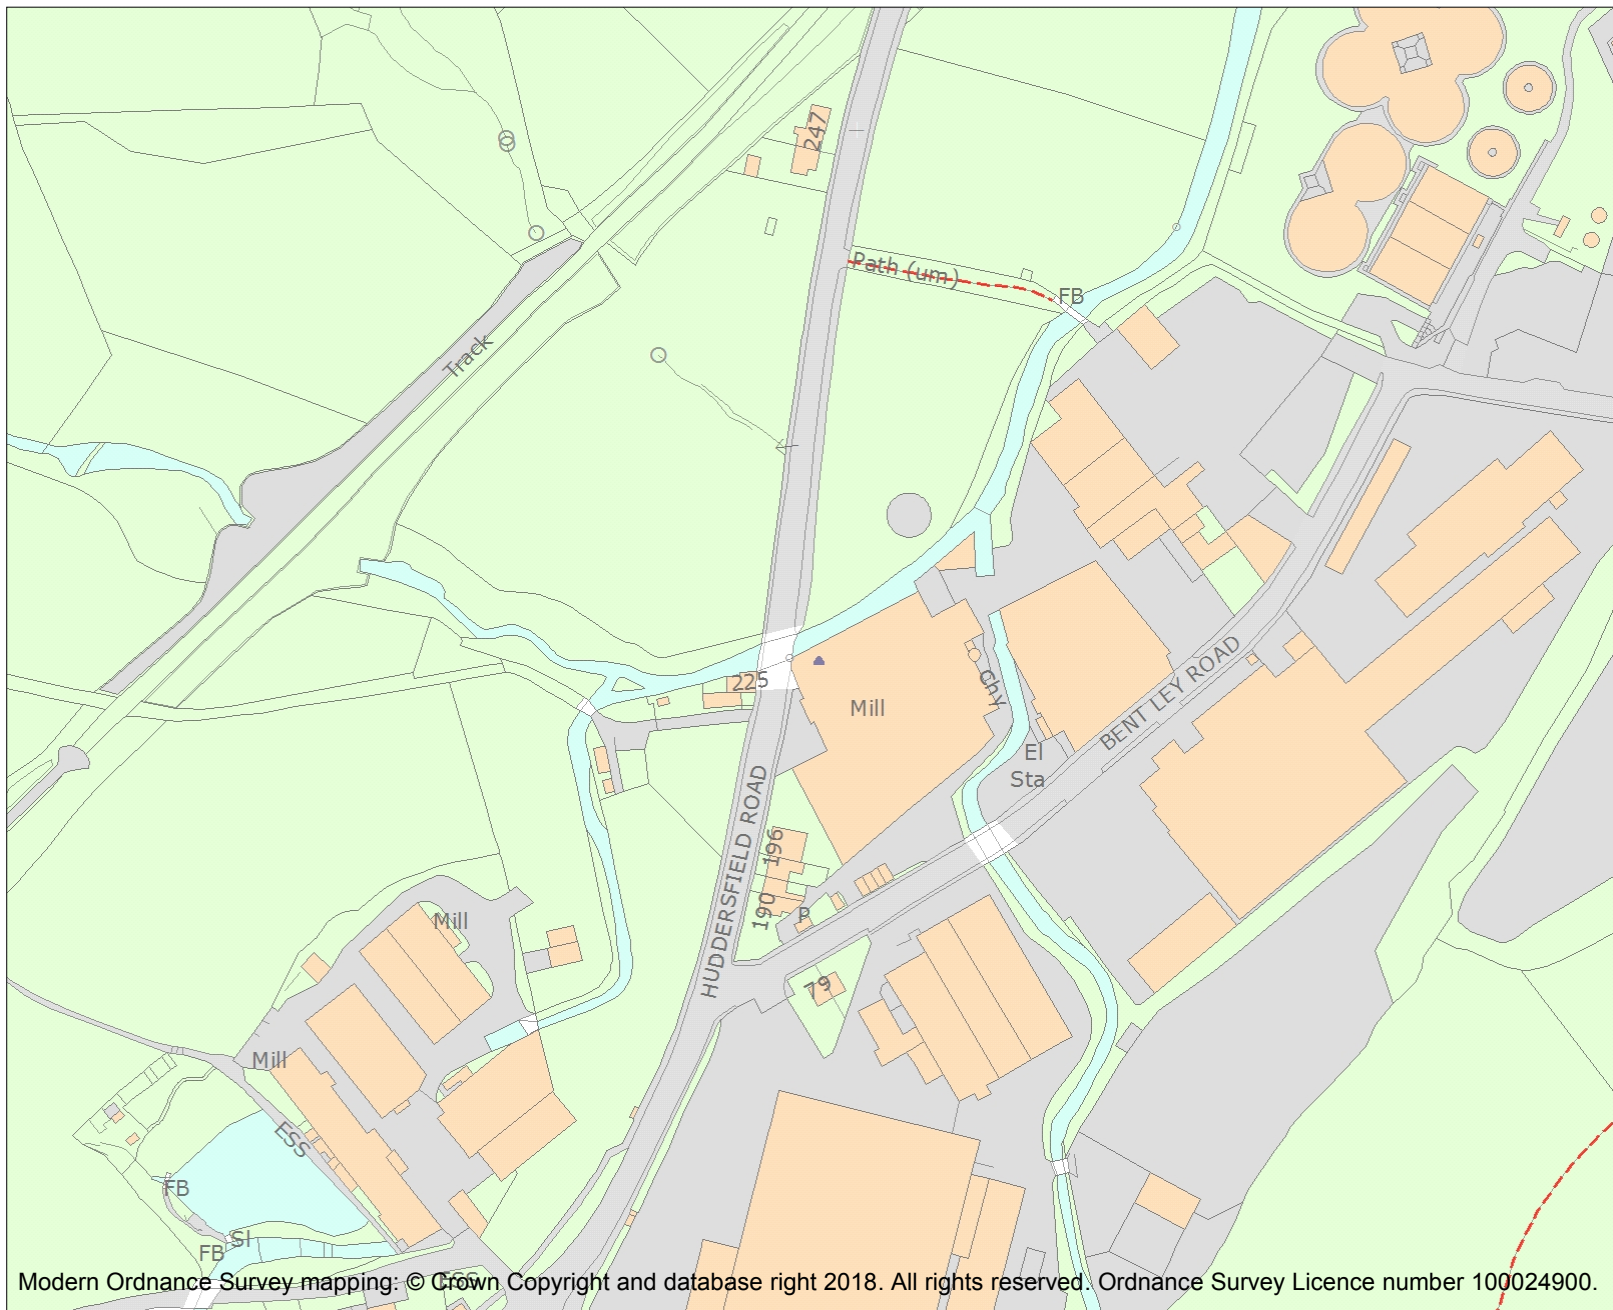 247
Path (um)
FB
Track
225
Mill
Chy
BENT LEY ROAD
El
Sta
HUDDERSFIELD ROAD
196
190
P
Mill
79
Mill
ESS
FB
Sl
FB
ESS
Modern Ordnance Survey mapping: © Crown Copyright and database right 2018. All rights reserved. Ordnance Survey Licence number 100024900.